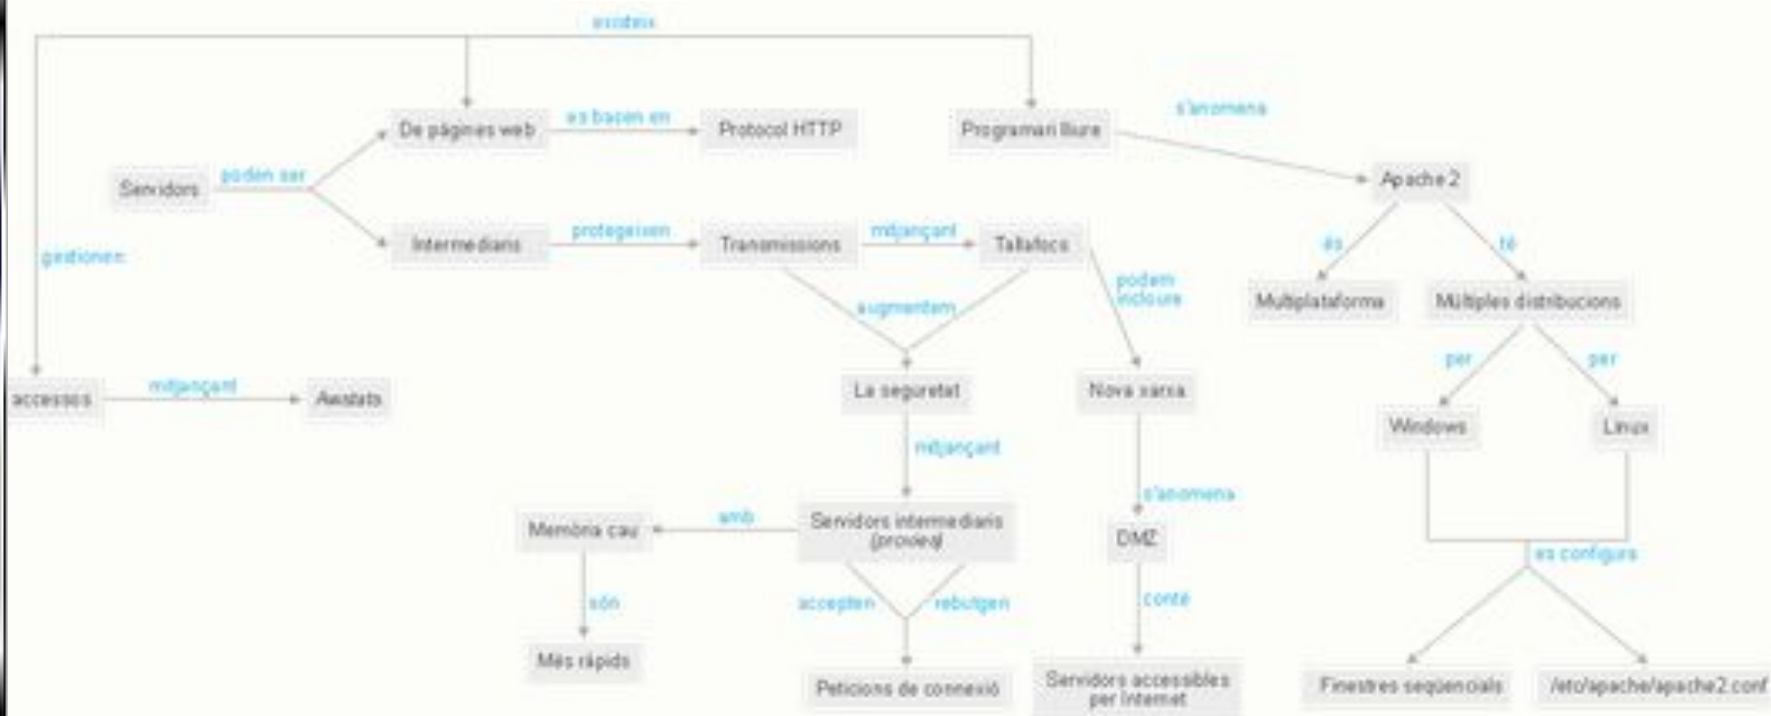 existeix
De pàgines web
es basen en
Protocol HTTP
Programari lliure
s'anomena
Servidors
poden ser
Apache 2
Intermediaris
protegeixen
Transmissions
mitjançant
Tallafocs
gestionen
és
té
podem
incloure
augmentem
Multiplataforma
Múltiples distribucions
per
per
accessos
mitjançant
Awstats
La seguretat
Nova xarxa
Windows
Linux
mitjançant
s'anomena
Memòria cau
amb
Servidors intermediaris
DMZ
es configura
són
accepten
rebutgen
conté
Més ràpids
Peticions de connexió
Servidors accessibles
per Internet
Finestres seqüencials
/etc/apache/apache2.conf